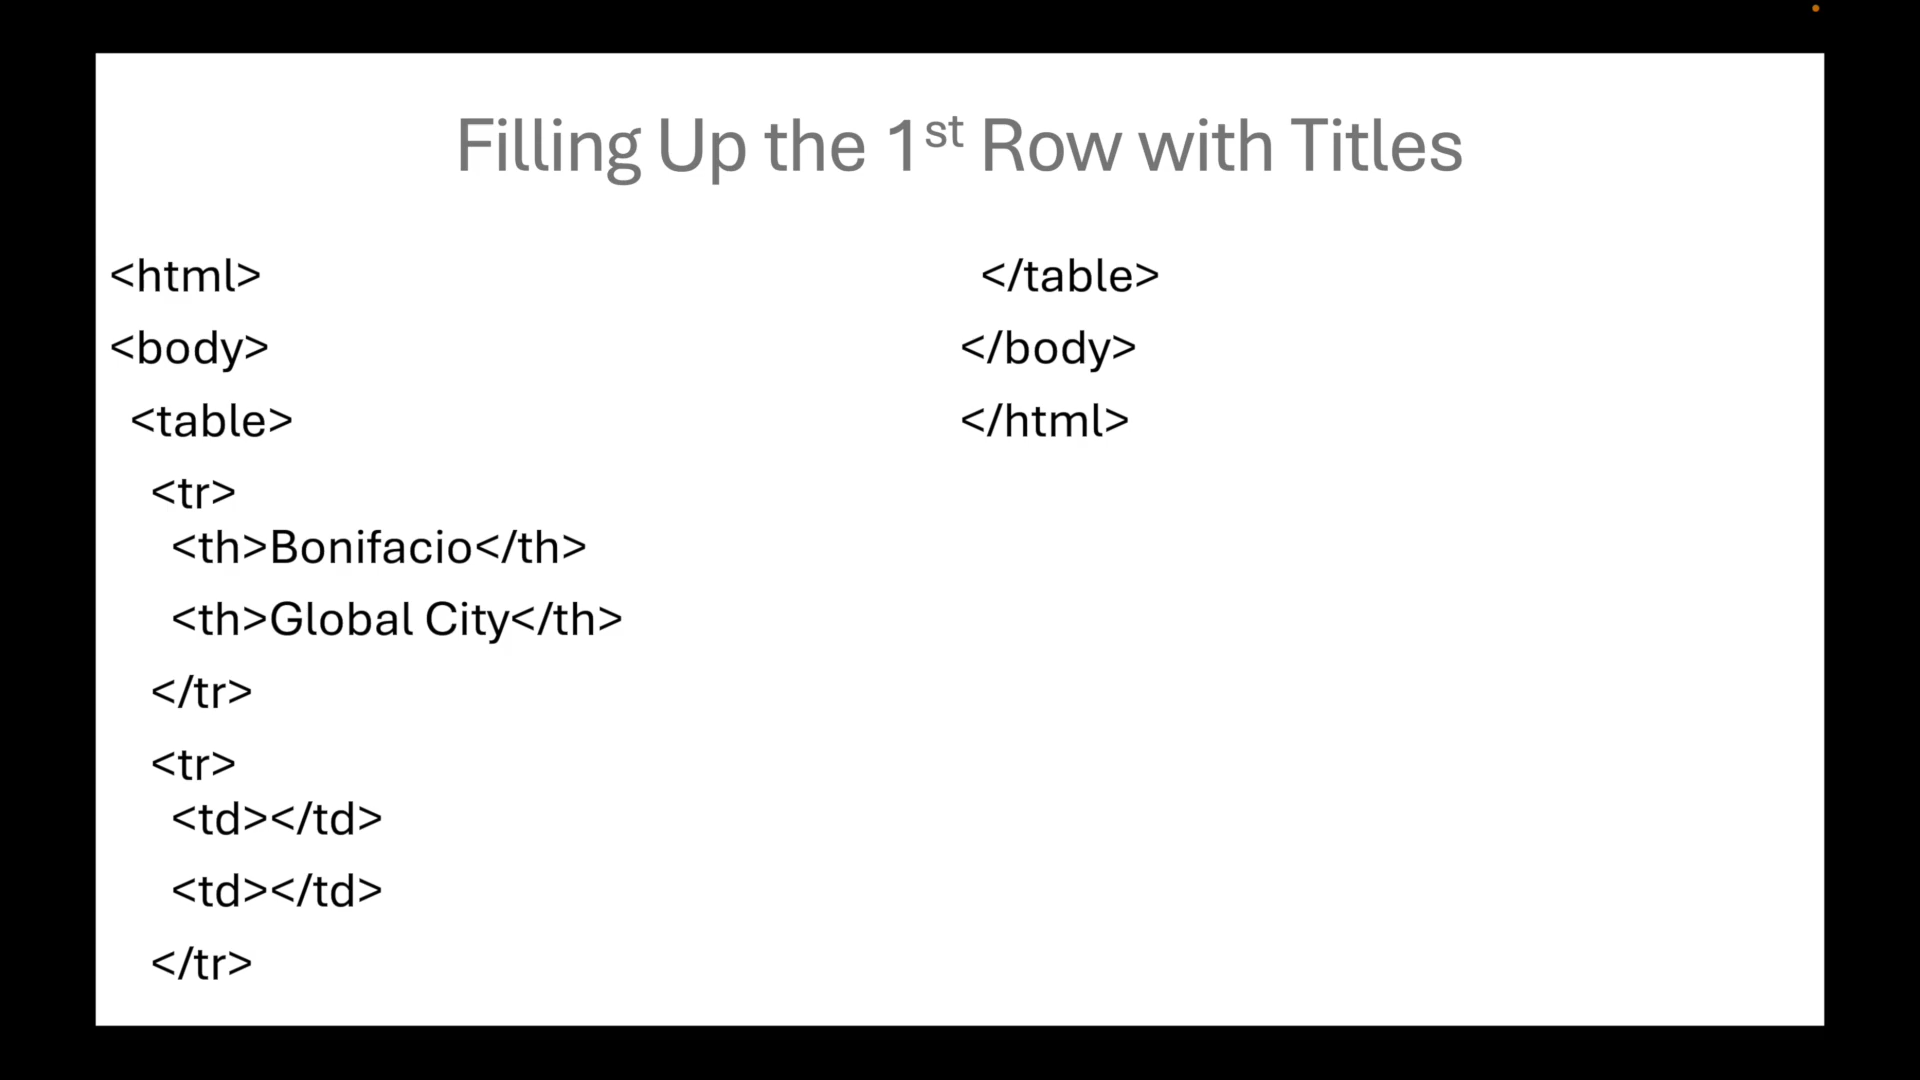 Filling Up the 1st Row with Titles
<html>
<body>
<table>
<tr>
<th>Bonifacio</th>
<th>Global City</th>
</tr>
<tr>
<td></td>
<td></td>
</tr>
</table>
</body>
</html>